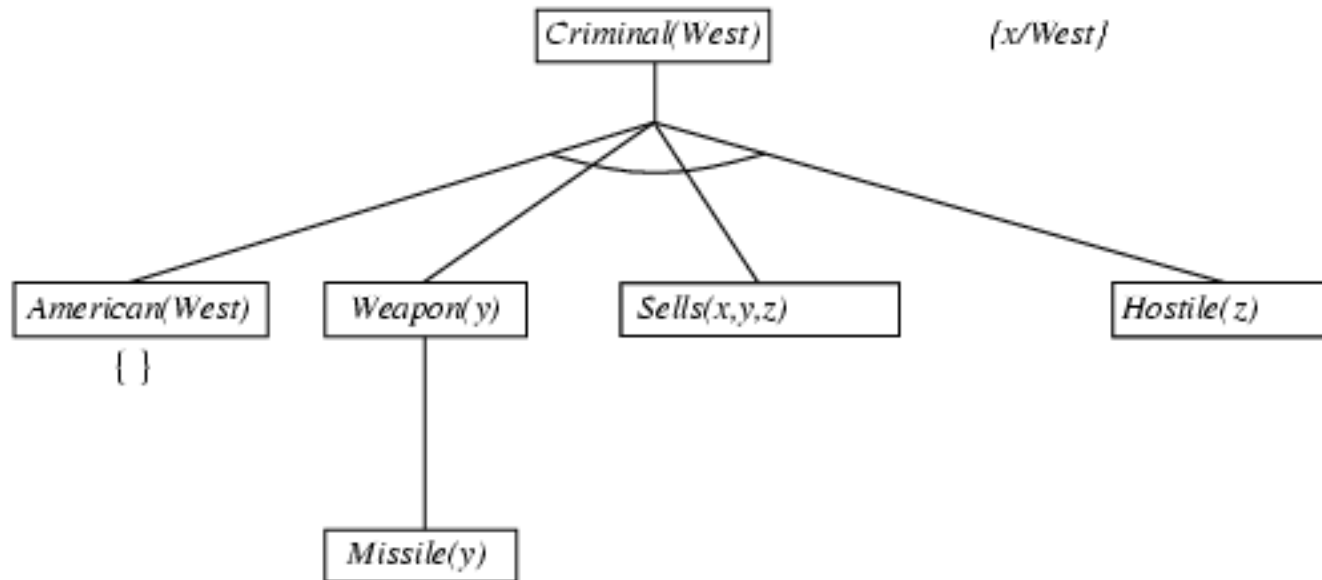 Criminal(West)
{x/West}
American(West)
Weapon(y)
Sells(x,y,z)
Hostile(z)
{ }
Missile(y)